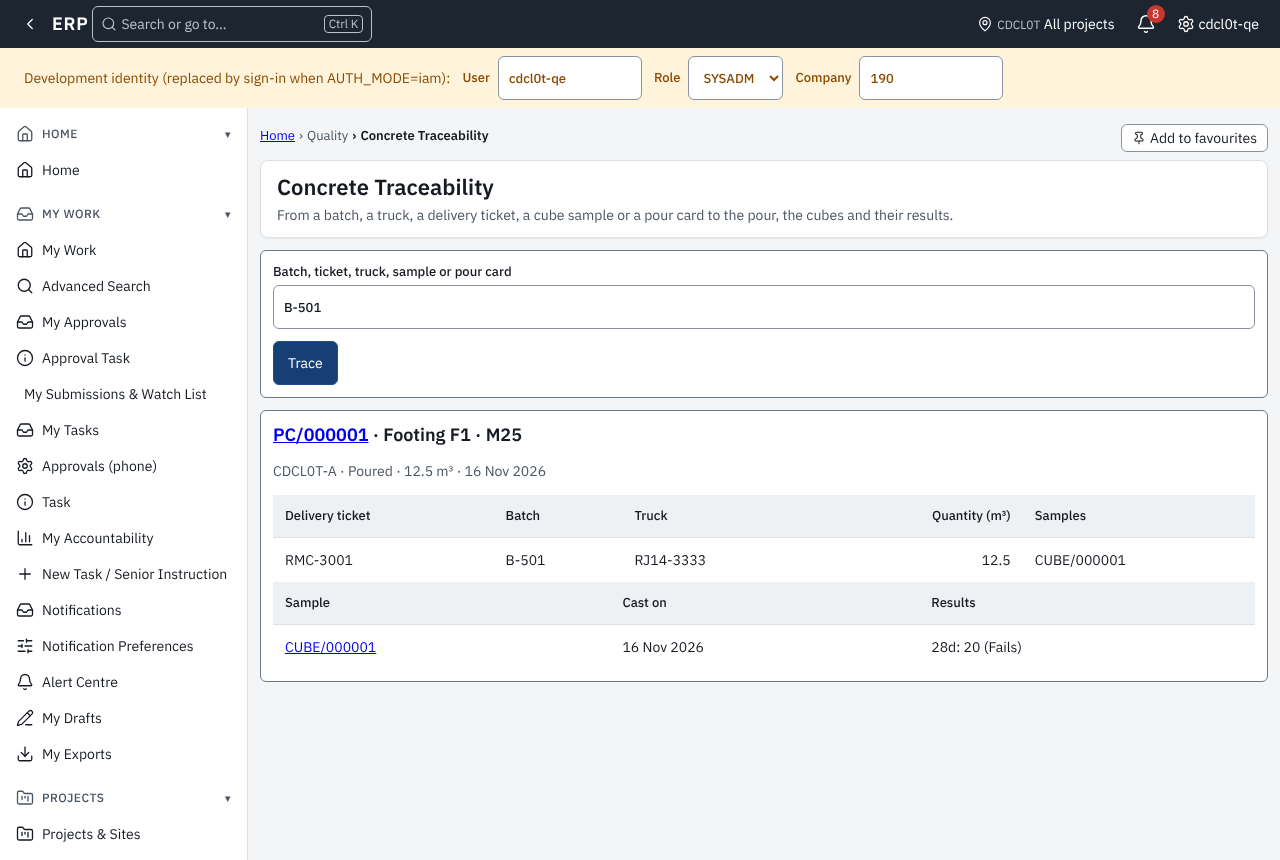 ERP
Search or go to...
Ctrl K
CDCL0T All projects
8
cdcl0t-qe
Development identity (replaced by sign-in when AUTH_MODE=iam):
User
cdcl0t-qe
Role
SYSADM
Company
190
HOME
Home
MY WORK
My Work
Advanced Search
My Approvals
Approval Task
My Submissions & Watch List
My Tasks
Approvals (phone)
Task
My Accountability
New Task / Senior Instruction
Notifications
Notification Preferences
Alert Centre
My Drafts
My Exports
PROJECTS
Projects & Sites
Home › Quality › Concrete Traceability
Add to favourites
Concrete Traceability
From a batch, a truck, a delivery ticket, a cube sample or a pour card to the pour, the cubes and their results.
Batch, ticket, truck, sample or pour card
B-501
Trace
PC/000001 · Footing F1 · M25
CDCL0T-A · Poured · 12.5 m³ · 16 Nov 2026
Delivery ticket Batch Truck Quantity (m³) Samples
RMC-3001 B-501 RJ14-3333 12.5 CUBE/000001
Sample Cast on Results
CUBE/000001 16 Nov 2026 28d: 20 (Fails)